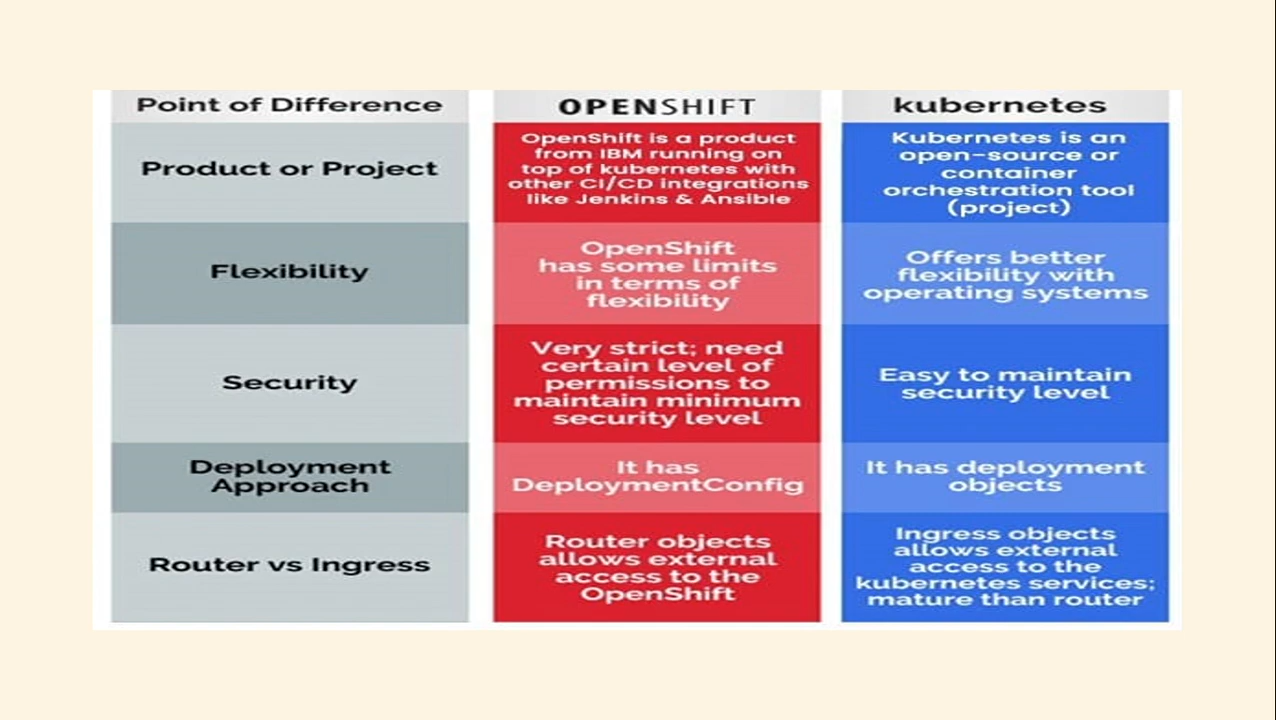 Point of Difference
OPENSHIFT
kubernetes
Product or Project
OpenShift is a product
from IBM running on
top of kubernetes with
other CI/CD integrations
like Jenkins & Ansible
Kubernetes is an
open-source or
container
orchestration tool
(project)
Flexibility
OpenShift
has some limits
in terms of
flexibility
Offers better
flexibility with
operating systems
Security
Very strict; need
certain level of
permissions to
maintain minimum
security level
Easy to maintain
security level
Deployment
Approach
It has
DeploymentConfig
It has deployment
objects
Router vs Ingress
Router objects
allows external
access to the
OpenShift
Ingress objects
allows external
access to the
kubernetes services;
mature than router